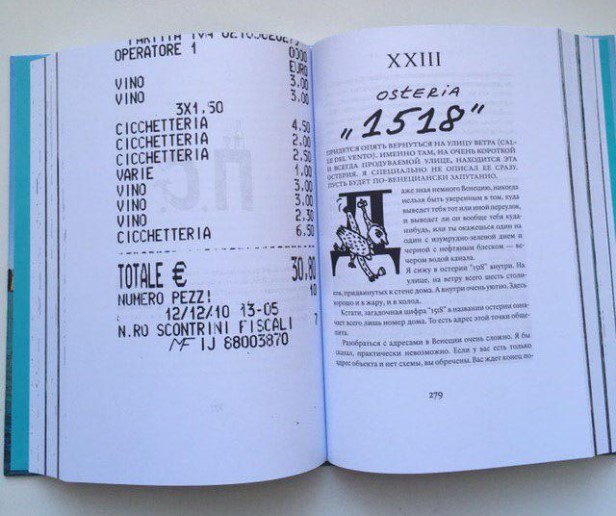 OPERATORE 1 0000
EURO
VINO 3.00
VINO 3.00
3X1.50
CICCHETTERIA 4.50
CICCHETTERIA 2.00
CICCHETTERIA 2.50
VARIE 1.00
VINO 3.00
VINO 3.00
VINO 2.30
CICCHETTERIA 6.50
TOTALE € 30,80
NUMERO PEZZI 10
12/12/10 13-05
N.RO SCONTRINI FISCALI 7
MF IJ 68003870
XXIII
OSTERIA
„1518"
ПРИДЕТСЯ ОПЯТЬ ВЕРНУТЬСЯ НА УЛИЦУ ВЕТРА (CAL-
LE DEL VENTO). ИМЕННО ТАМ, НА ОЧЕНЬ КОРОТКОЙ
И ВСЕГДА ПРОДУВАЕМОЙ УЛИЦЕ, НАХОДИТСЯ ЭТА
ОСТЕРИЯ. Я СПЕЦИАЛЬНО НЕ ОПИСАЛ ЕЕ СРАЗУ.
ПУСТЬ БУДЕТ ПО-ВЕНЕЦИАНСКИ ЗАПУТАННО.
аже зная немного Венецию, никогда
нельзя быть уверенным в том, куда
выведет тебя тот или иной переулок,
и выведет ли он вообще тебя куда-
нибудь, или ты окажешься один на
один с изумрудно-зеленой днем и
черной с нефтяным блеском — ве-
чером водой канала.
Я сижу в остерии "1518" внутри. На
улице, на ветру всего шесть столи-
ков, придвинутых к стене дома. А внутри очень уютно. Здесь
хорошо и в жару, и в холод.
Кстати, загадочная цифра "1518" в названии остерии озна-
чает всего лишь номер дома. То есть адрес этой точки обще-
пита.
Разобраться с адресами в Венеции очень сложно. Я бы
сказал, практически невозможно. Если у вас есть только
адрес объекта и нет схемы, вы обречены. Вас ждет конец по-
279